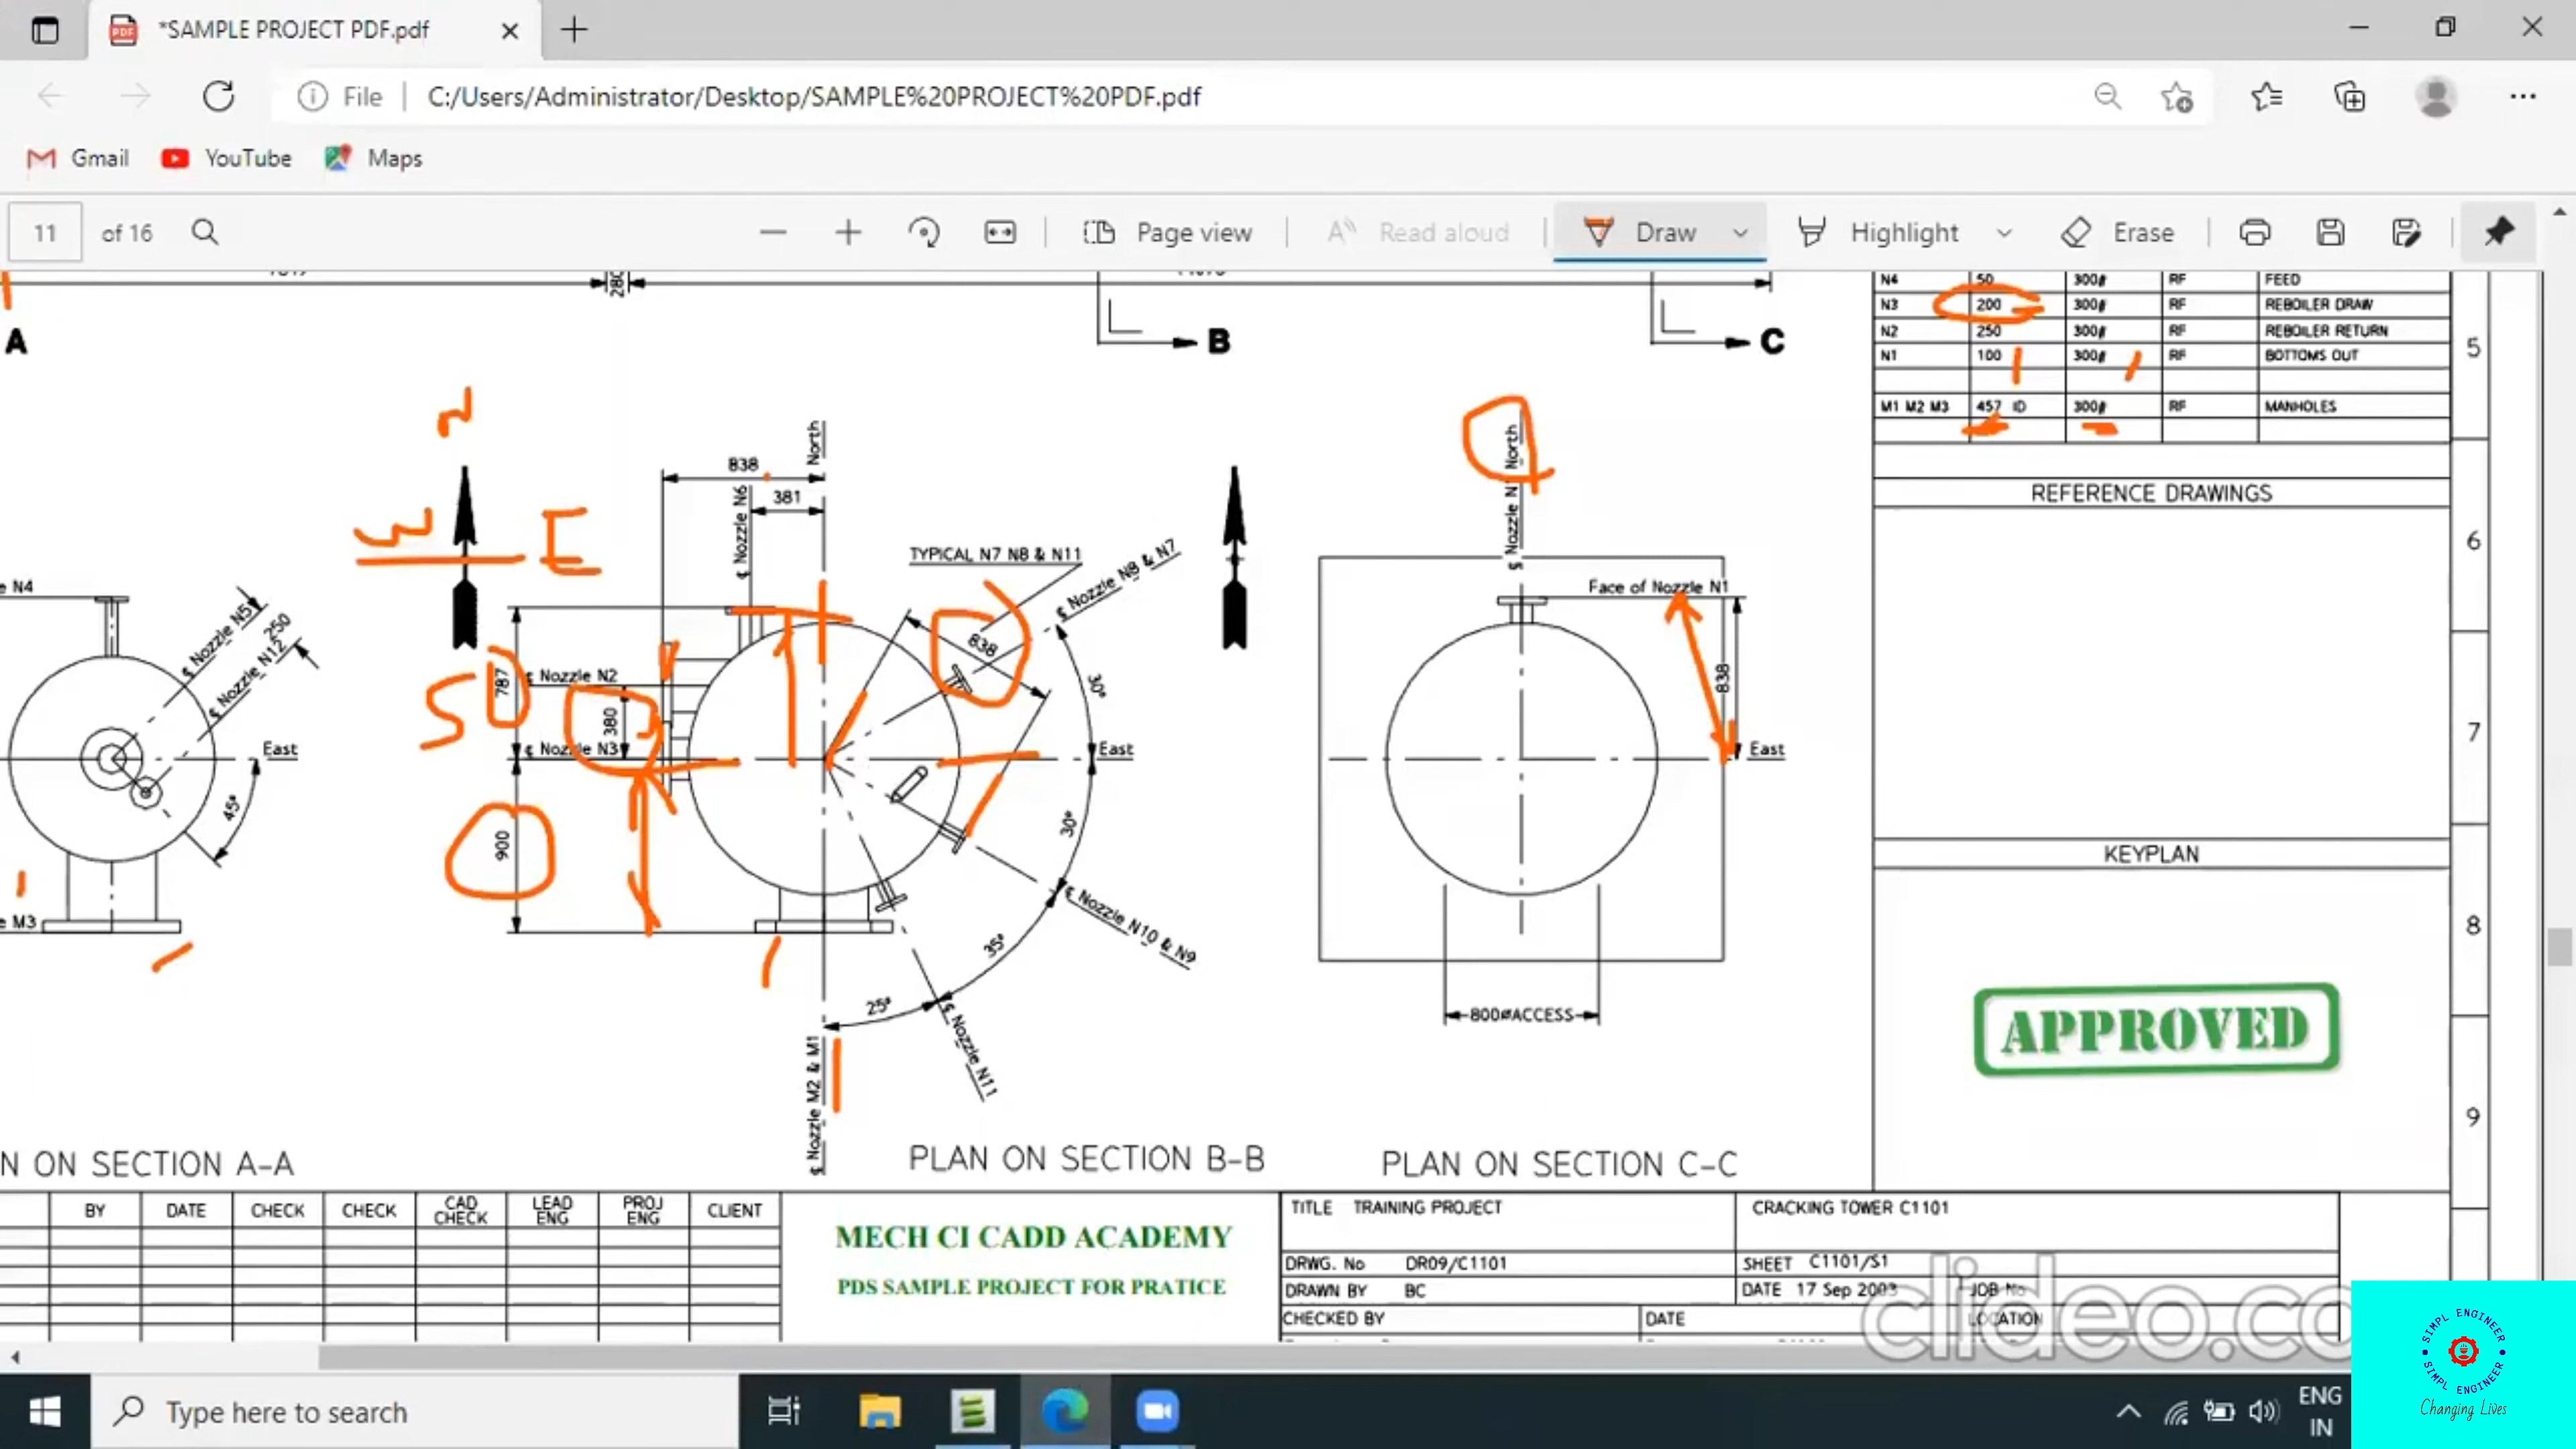 *SAMPLE PROJECT PDF.pdf
File C:/Users/Administrator/Desktop/SAMPLE%20PROJECT%20PDF.pdf
Gmail YouTube Maps
11 of 16 Page view Read aloud Draw Highlight Erase
280
A
B
C
N4 50 300# RF FEED
N3 200 300# RF REBOILER DRAW
N2 250 300# RF REBOILER RETURN
N1 100 300# RF BOTTOMS OUT
M1 M2 M3 457 ID 300# RF MANHOLES
REFERENCE DRAWINGS
KEYPLAN
APPROVED
5
6
7
8
9
N
W
E
S
e N4
℄ Nozzle N5
250
℄ Nozzle N12
East
45°
e M3
838
North
381
℄ Nozzle N6
TYPICAL N7 N8 & N11
℄ Nozzle N8 & N7
838
30°
787
℄ Nozzle N2
380
℄ Nozzle N3
East
900
30°
℄ Nozzle N10 & N9
35°
25°
℄ Nozzle N11
℄ Nozzle M2 & M1
North
℄ Nozzle N1
Face of Nozzle N1
838
East
800øACCESS
N ON SECTION A-A
PLAN ON SECTION B-B
PLAN ON SECTION C-C
BY DATE CHECK CHECK CAD CHECK LEAD ENG PROJ ENG CLIENT
MECH CI CADD ACADEMY
PDS SAMPLE PROJECT FOR PRATICE
TITLE TRAINING PROJECT CRACKING TOWER C1101
DRWG. No DR09/C1101 SHEET C1101/S1
DRAWN BY BC DATE 17 Sep 2003 JOB No
CHECKED BY DATE LOCATION
clideo.co
SIMPL ENGINEER
SIMPL ENGINEER
Changing Lives
Type here to search
ENG
IN